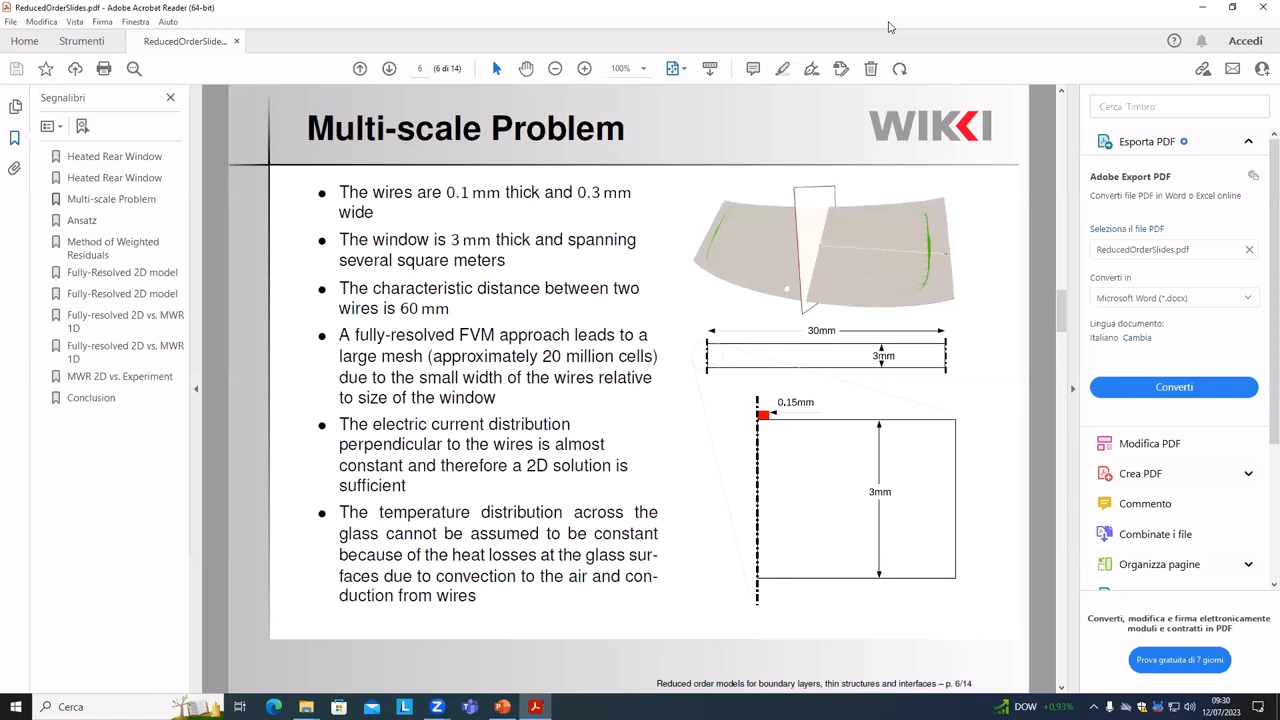 ReducedOrderSlides.pdf - Adobe Acrobat Reader (64-bit)
File Modifica Vista Firma Finestra Aiuto
Home Strumenti ReducedOrderSlide... × Accedi
6 (6 di 14) 100%
Segnalibri
Heated Rear Window
Heated Rear Window
Multi-scale Problem
Ansatz
Method of Weighted
Residuals
Fully-Resolved 2D model
Fully-Resolved 2D model
Fully-resolved 2D vs. MWR
1D
Fully-resolved 2D vs. MWR
1D
MWR 2D vs. Experiment
Conclusion
Multi-scale Problem
WIKKI
• The wires are 0.1 mm thick and 0.3 mm
wide
• The window is 3 mm thick and spanning
several square meters
• The characteristic distance between two
wires is 60 mm
• A fully-resolved FVM approach leads to a
large mesh (approximately 20 million cells)
due to the small width of the wires relative
to size of the window
• The electric current distribution
perpendicular to the wires is almost
constant and therefore a 2D solution is
sufficient
• The temperature distribution across the
glass cannot be assumed to be constant
because of the heat losses at the glass sur-
faces due to convection to the air and con-
duction from wires
30mm
3mm
0.15mm
3mm
Reduced order models for boundary layers, thin structures and interfaces – p. 6/14
Cerca 'Timbro'
Esporta PDF
Adobe Export PDF
Converti file PDF in Word o Excel online
Seleziona il file PDF
ReducedOrderSlides.pdf
Converti in
Microsoft Word (*.docx)
Lingua documento:
Italiano Cambia
Converti
Modifica PDF
Crea PDF
Commento
Combinate i file
Organizza pagine
Converti, modifica e firma elettronicamente
moduli e contratti in PDF
Prova gratuita di 7 giorni
Cerca
DOW +0,93%
09:30
12/07/2023